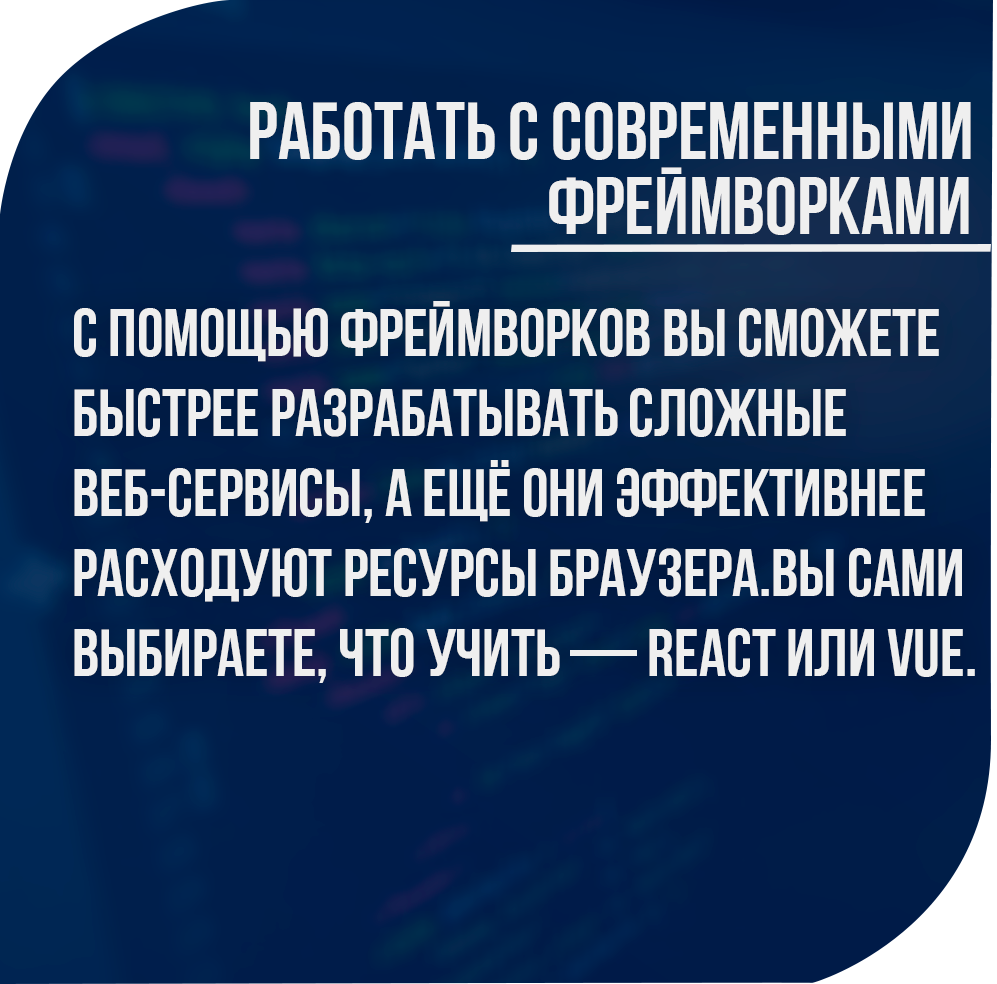 РАБОТАТЬ С СОВРЕМЕННЫМИ
ФРЕЙМВОРКАМИ
С ПОМОЩЬЮ ФРЕЙМВОРКОВ ВЫ СМОЖЕТЕ
БЫСТРЕЕ РАЗРАБАТЫВАТЬ СЛОЖНЫЕ
ВЕБ-СЕРВИСЫ, А ЕЩЁ ОНИ ЭФФЕКТИВНЕЕ
РАСХОДУЮТ РЕСУРСЫ БРАУЗЕРА.ВЫ САМИ
ВЫБИРАЕТЕ, ЧТО УЧИТЬ — REACT ИЛИ VUE.